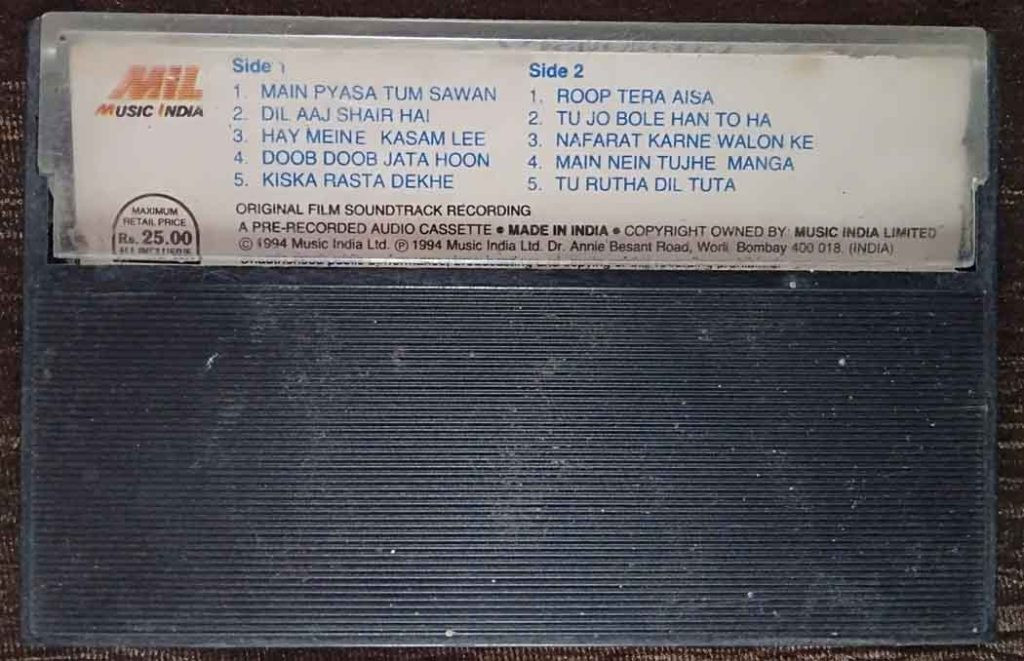 MiL
MUSIC INDIA
Side 1
1. MAIN PYASA TUM SAWAN
2. DIL AAJ SHAIR HAI
3. HAY MEINE KASAM LEE
4. DOOB DOOB JATA HOON
5. KISKA RASTA DEKHE
Side 2
1. ROOP TERA AISA
2. TU JO BOLE HAN TO HA
3. NAFARAT KARNE WALON KE
4. MAIN NEIN TUJHE MANGA
5. TU RUTHA DIL TUTA
MAXIMUM
RETAIL PRICE
Rs. 25.00
ORIGINAL FILM SOUNDTRACK RECORDING
A PRE-RECORDED AUDIO CASSETTE ● MADE IN INDIA ● COPYRIGHT OWNED BY: MUSIC INDIA LIMITED
© 1994 Music India Ltd. ℗ 1994 Music India Ltd. Dr. Annie Besant Road, Worli Bombay 400 018. (INDIA)